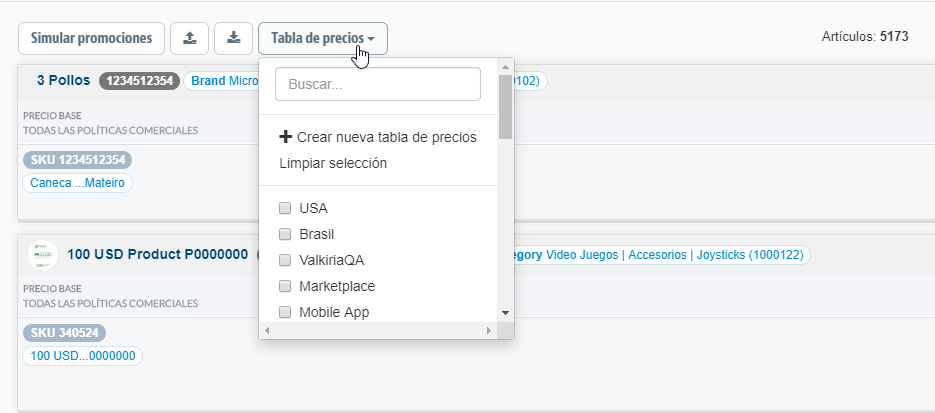 Simular promociones
Tabla de precios
Artículos: 5173
Buscar...
3 Pollos 1234512354 Brand Micro 0102)
PRECIO BASE
TODAS LAS POLÍTICAS COMERCIALES
Crear nueva tabla de precios
SKU 1234512354
Limpiar selección
Caneca ...Mateiro
USA
Brasil
100 USD Product P0000000 egory Video Juegos | Accesorios | Joysticks (1000122)
ValkiriaQA
PRECIO BASE
Marketplace
TODAS LAS POLÍTICAS COMERCIALES
Mobile App
SKU 340524
100 USD...0000000